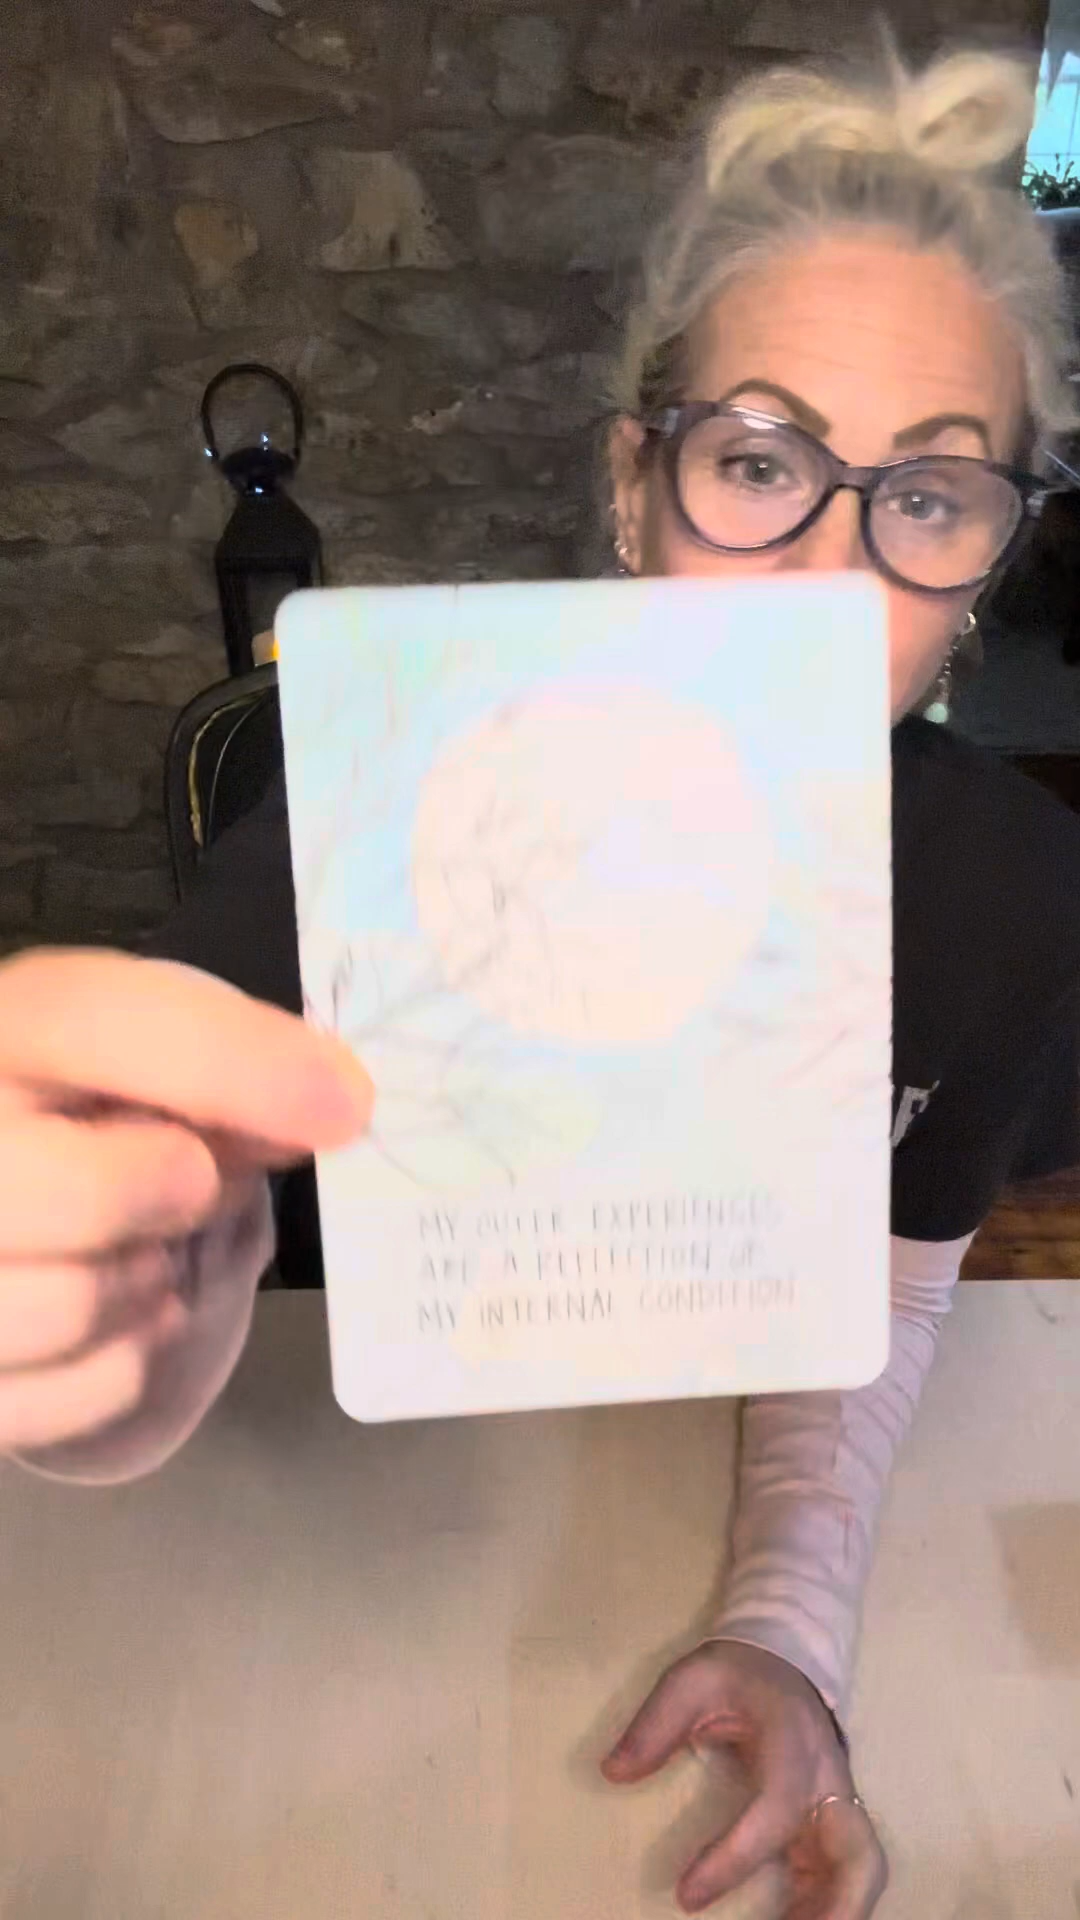 MY OUTER EXPERIENCES
ARE A REFLECTION OF
MY INTERNAL CONDITION.